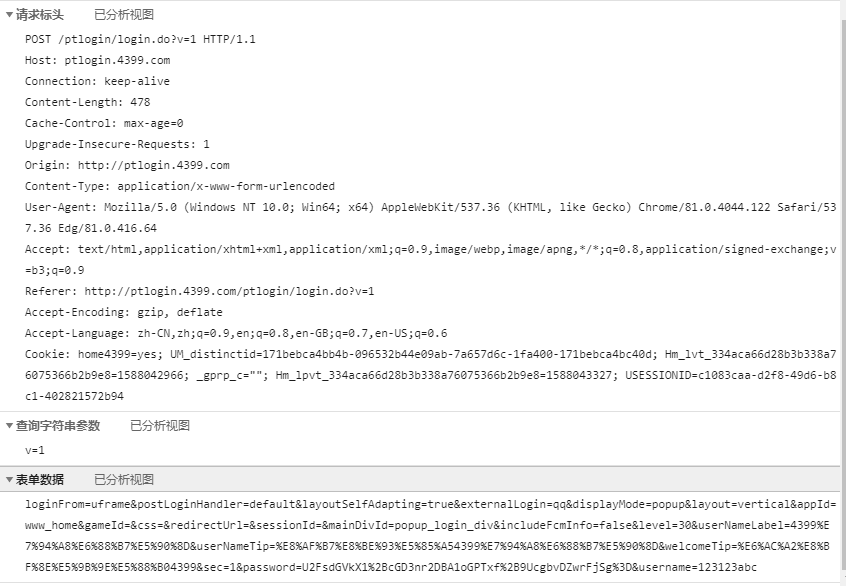 请求标头 已分析视图
POST /ptlogin/login.do?v=1 HTTP/1.1
Host: ptlogin.4399.com
Connection: keep-alive
Content-Length: 478
Cache-Control: max-age=0
Upgrade-Insecure-Requests: 1
Origin: http://ptlogin.4399.com
Content-Type: application/x-www-form-urlencoded
User-Agent: Mozilla/5.0 (Windows NT 10.0; Win64; x64) AppleWebKit/537.36 (KHTML, like Gecko) Chrome/81.0.4044.122 Safari/53
7.36 Edg/81.0.416.64
Accept: text/html,application/xhtml+xml,application/xml;q=0.9,image/webp,image/apng,*/*;q=0.8,application/signed-exchange;v
=b3;q=0.9
Referer: http://ptlogin.4399.com/ptlogin/login.do?v=1
Accept-Encoding: gzip, deflate
Accept-Language: zh-CN,zh;q=0.9,en;q=0.8,en-GB;q=0.7,en-US;q=0.6
Cookie: home4399=yes; UM_distinctid=171bebca4bb4b-096532b44e09ab-7a657d6c-1fa400-171bebca4bc40d; Hm_lvt_334aca66d28b3b338a7
6075366b2b9e8=1588042966; _gprp_c=""; Hm_lpvt_334aca66d28b3b338a76075366b2b9e8=1588043327; USESSIONID=c1083caa-d2f8-49d6-b8
c1-402821572b94
查询字符串参数 已分析视图
v=1
表单数据 已分析视图
loginFrom=uframe&postLoginHandler=default&layoutSelfAdapting=true&externalLogin=qq&displayMode=popup&layout=vertical&appId=
www_home&gameId=&css=&redirectUrl=&sessionId=&mainDivId=popup_login_div&includeFcmInfo=false&level=30&userNameLabel=4399%E
7%94%A8%E6%88%B7%E5%90%8D&userNameTip=%E8%AF%B7%E8%BE%93%E5%85%A54399%E7%94%A8%E6%88%B7%E5%90%8D&welcomeTip=%E6%AC%A2%E8%B
F%8E%E5%9B%9E%E5%88%B04399&sec=1&password=U2FsdGVkX1%2BcGD3nr2DBA1oGPTxf%2B9UcgbvDZwrFjSg%3D&username=123123abc